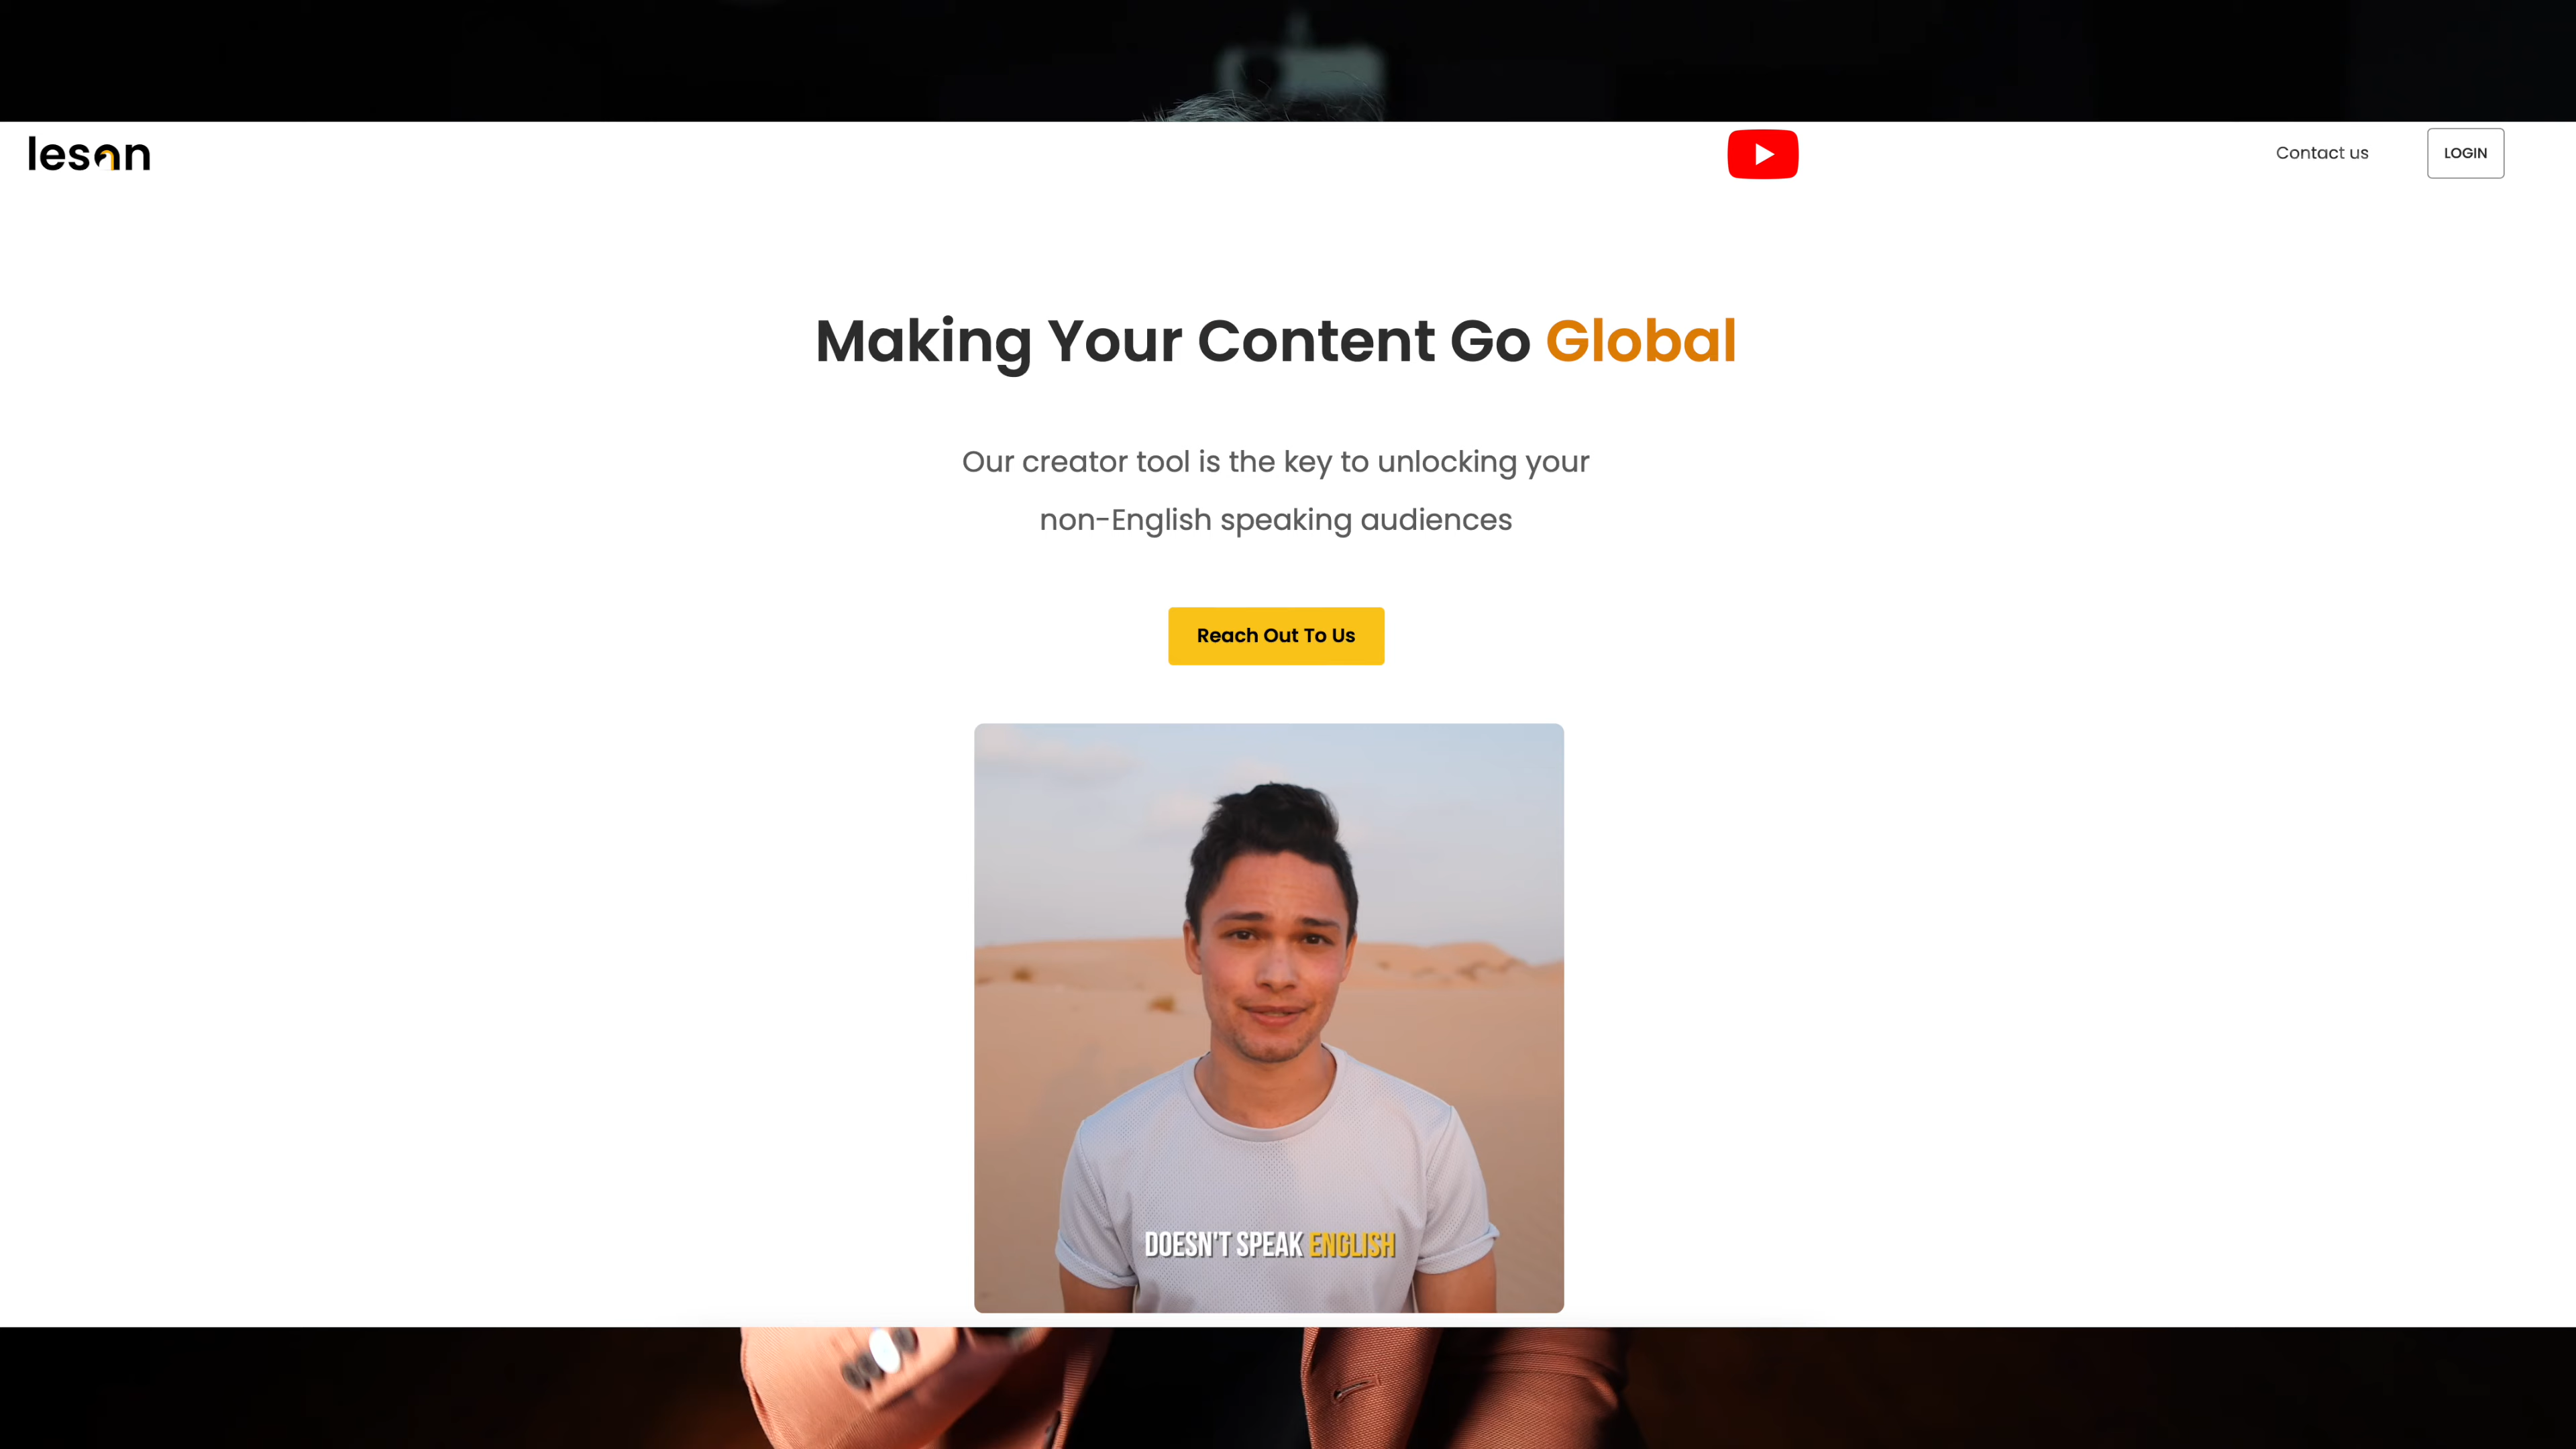 lesan
Contact us
LOGIN
Making Your Content Go Global
Our creator tool is the key to unlocking your
non-English speaking audiences
Reach Out To Us
DOESN'T SPEAK ENGLISH